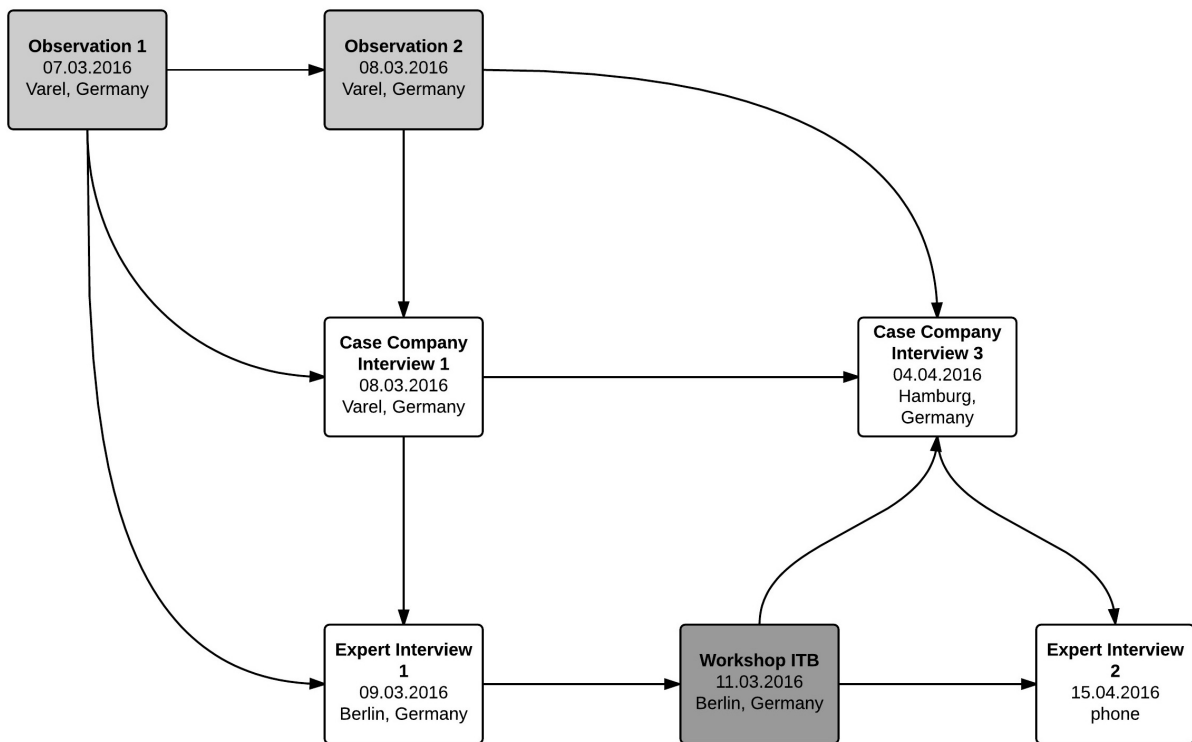 Observation 1
07.03.2016
Varel, Germany
Observation 2
08.03.2016
Varel, Germany
Case Company
Interview 1
08.03.2016
Varel, Germany
Case Company
Interview 3
04.04.2016
Hamburg,
Germany
Expert Interview
1
09.03.2016
Berlin, Germany
Workshop ITB
11.03.2016
Berlin, Germany
Expert Interview
2
15.04.2016
phone